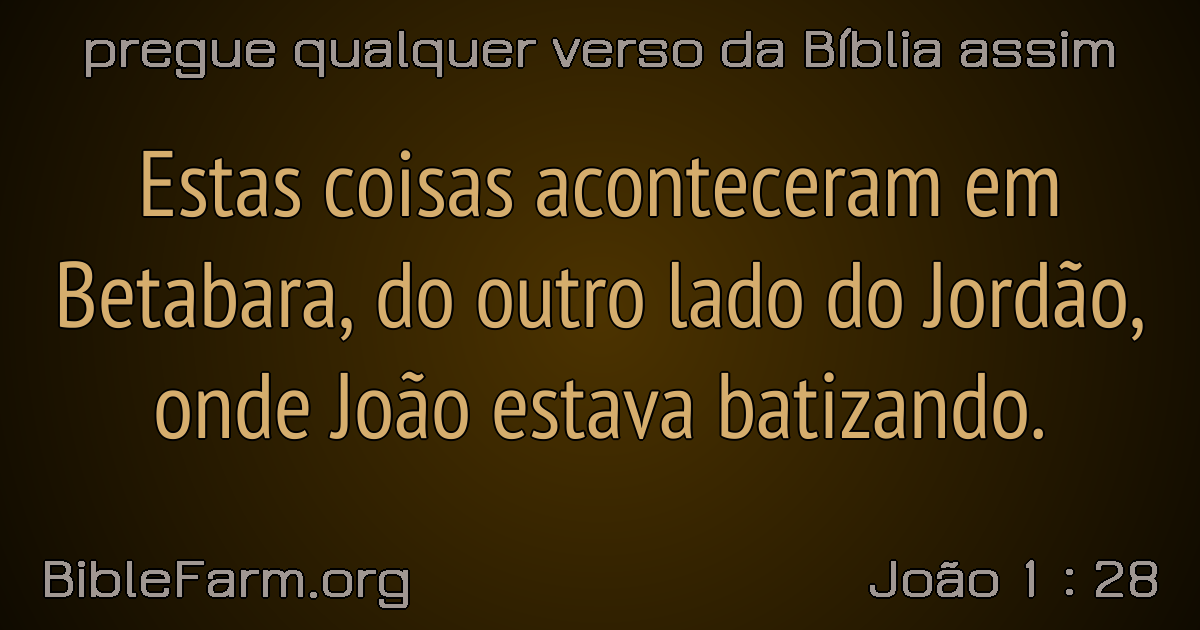 pregue qualquer verso da Bíblia assim
Estas coisas aconteceram em
Betabara, do outro lado do Jordão,
onde João estava batizando.
BibleFarm.org
João 1 : 28